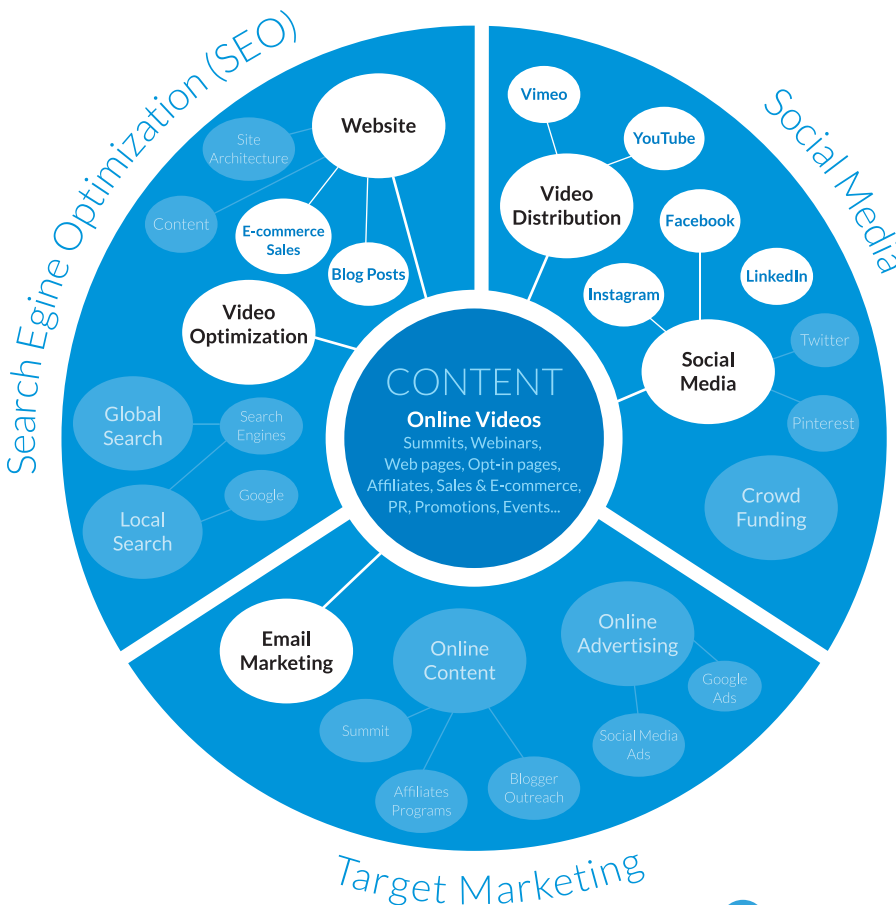 Search Egine Optimization (SEO)
Website
Site
Architecture
Content
E-commerce
Sales
Blog Posts
Video
Optimization
Global
Search
Search
Engines
Local
Search
Google
Social Media
Vimeo
YouTube
Video
Distribution
Facebook
LinkedIn
Instagram
Social
Media
Twitter
Pinterest
Crowd
Funding
CONTENT
Online Videos
Summits, Webinars,
Web pages, Opt-in pages,
Affiliates, Sales & E-commerce,
PR, Promotions, Events...
Email
Marketing
Online
Content
Summit
Affiliates
Programs
Blogger
Outreach
Online
Advertising
Google
Ads
Social Media
Ads
Target Marketing